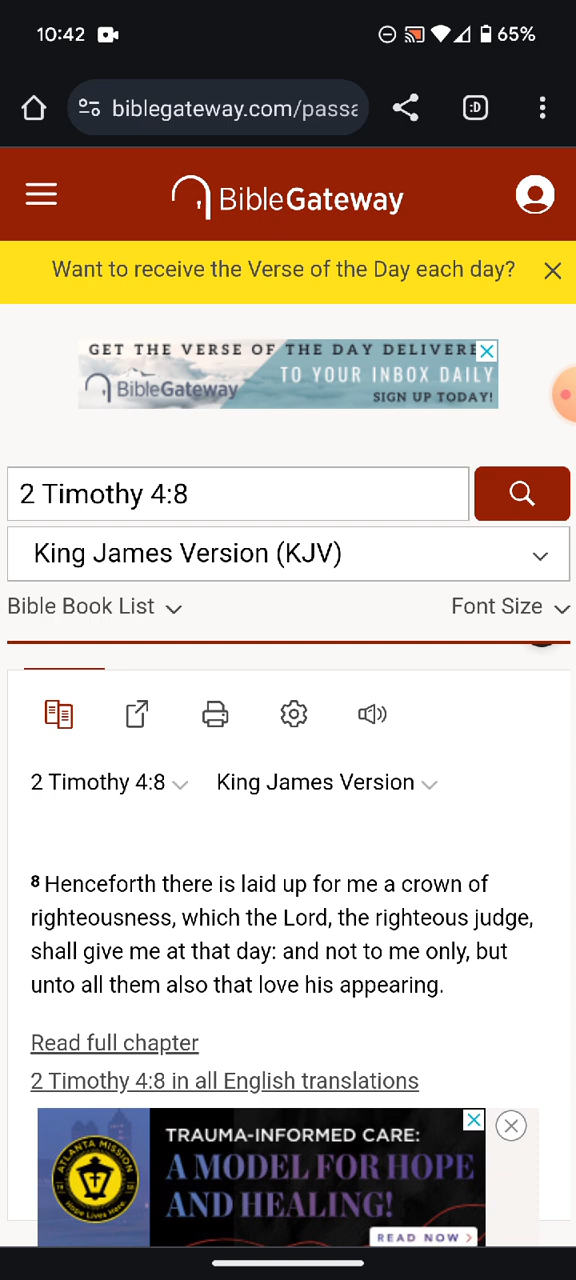 10:42 65%
biblegateway.com/passa :D
BibleGateway
Want to receive the Verse of the Day each day?
GET THE VERSE OF THE DAY DELIVERE
TO YOUR INBOX DAILY
BibleGateway
SIGN UP TODAY!
2 Timothy 4:8
King James Version (KJV)
Bible Book List Font Size
2 Timothy 4:8 King James Version
8 Henceforth there is laid up for me a crown of
righteousness, which the Lord, the righteous judge,
shall give me at that day: and not to me only, but
unto all them also that love his appearing.
Read full chapter
2 Timothy 4:8 in all English translations
TRAUMA-INFORMED CARE:
A MODEL FOR HOPE
AND HEALING!
READ NOW >
ATLANTA MISSION
Hope Lives Here